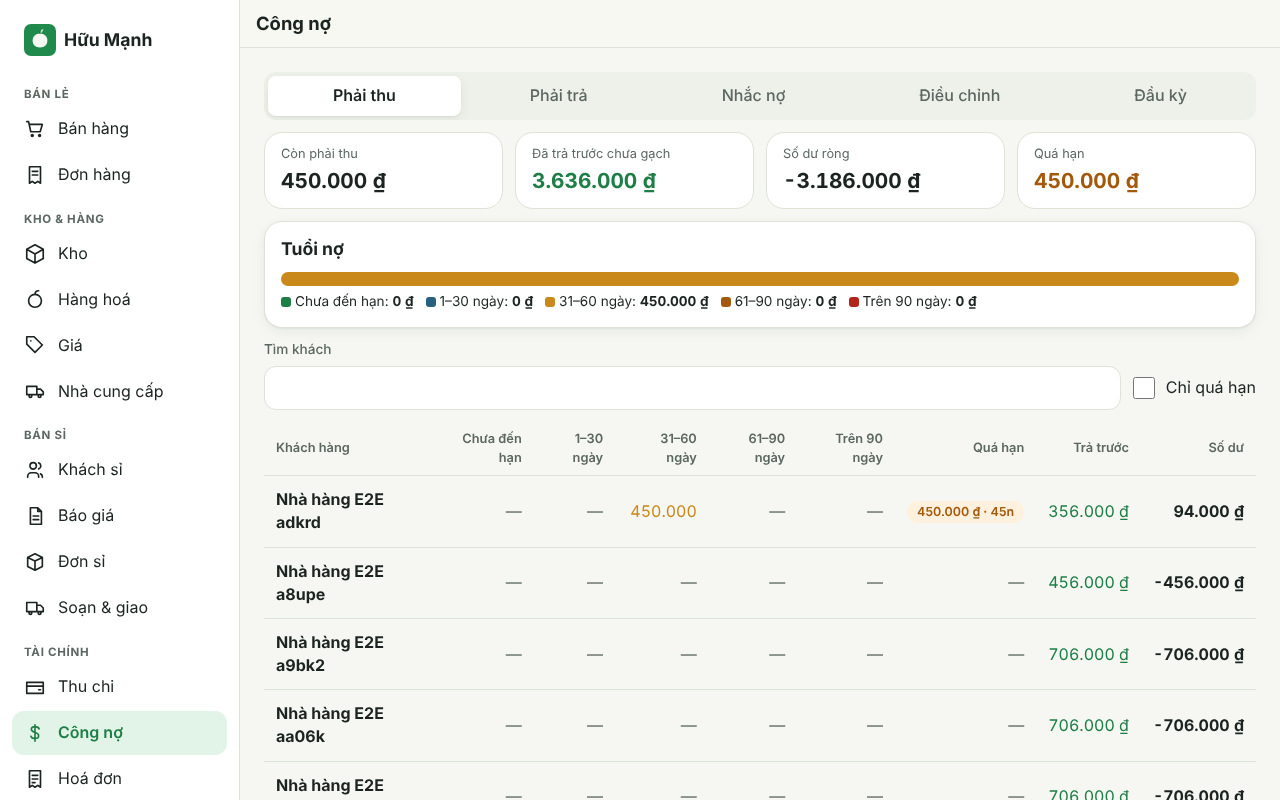 Hữu Mạnh
BÁN LẺ
Bán hàng
Đơn hàng
KHO & HÀNG
Kho
Hàng hoá
Giá
Nhà cung cấp
BÁN SỈ
Khách sỉ
Báo giá
Đơn sỉ
Soạn & giao
TÀI CHÍNH
Thu chi
Công nợ
Hoá đơn
Công nợ
Phải thu Phải trả Nhắc nợ Điều chỉnh Đầu kỳ
Còn phải thu
450.000 ₫
Đã trả trước chưa gạch
3.636.000 ₫
Số dư ròng
-3.186.000 ₫
Quá hạn
450.000 ₫
Tuổi nợ
Chưa đến hạn: 0 ₫ 1–30 ngày: 0 ₫ 31–60 ngày: 450.000 ₫ 61–90 ngày: 0 ₫ Trên 90 ngày: 0 ₫
Tìm khách
Chỉ quá hạn
Khách hàng Chưa đến hạn 1–30 ngày 31–60 ngày 61–90 ngày Trên 90 ngày Quá hạn Trả trước Số dư
Nhà hàng E2E adkrd — — 450.000 — — 450.000 ₫ · 45n 356.000 ₫ 94.000 ₫
Nhà hàng E2E a8upe — — — — — — 456.000 ₫ -456.000 ₫
Nhà hàng E2E a9bk2 — — — — — — 706.000 ₫ -706.000 ₫
Nhà hàng E2E aa06k — — — — — — 706.000 ₫ -706.000 ₫
Nhà hàng E2E — — — — — — 706.000 ₫ -706.000 ₫